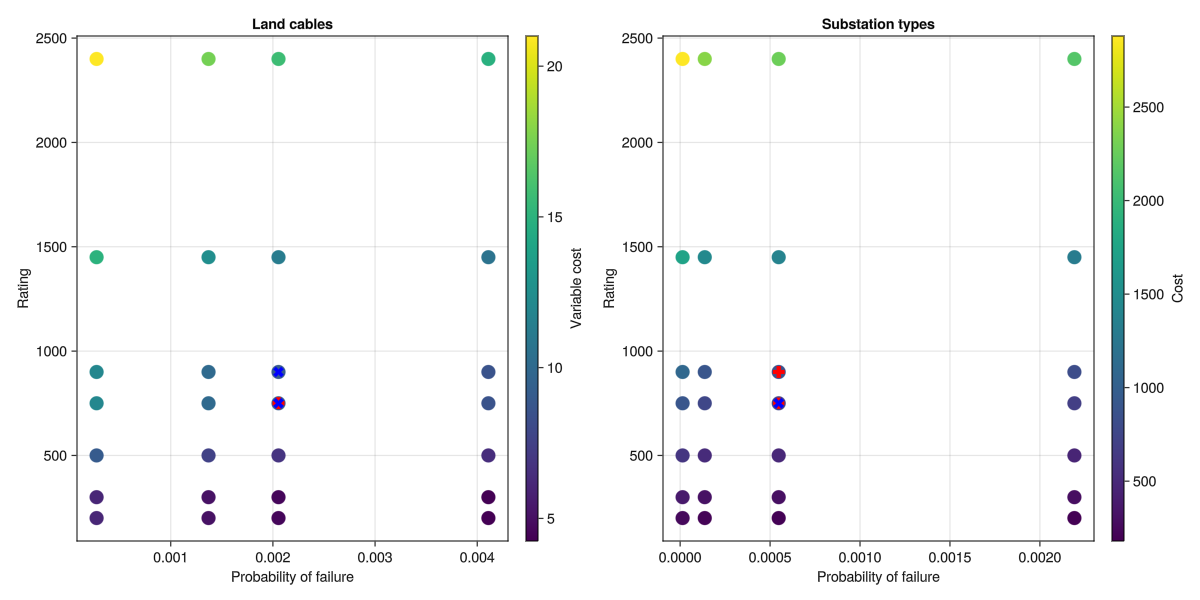 Land cables
2500
2000
1500
1000
500
Rating
0.001 0.002 0.003 0.004
Probability of failure
20
15
10
5
Variable cost
Substation types
2500
2000
1500
1000
500
Rating
0.0000 0.0005 0.0010 0.0015 0.0020
Probability of failure
2500
2000
1500
1000
500
Cost